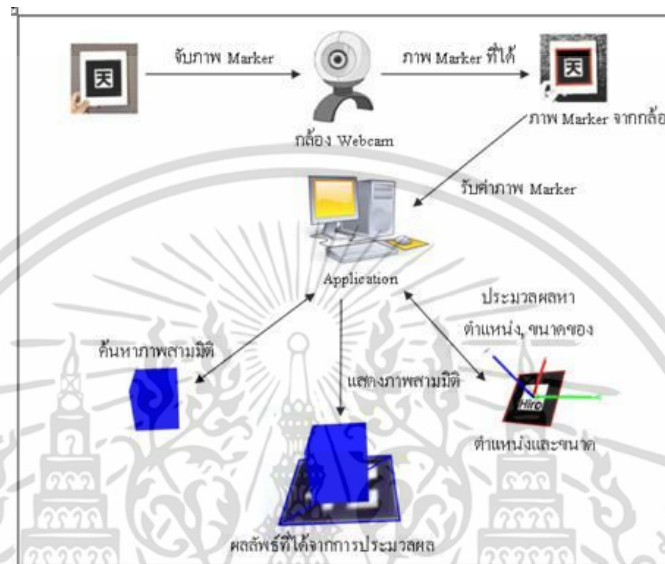 จับภาพ Marker
ภาพ Marker ที่ได้
天
天
กล้อง Webcam
ภาพ Marker จากกล้อ
รับค่าภาพ Marker
Application
ประมวลผลหา
ตำแหน่ง, ขนาดของ
ค้นหาภาพสามมิติ
แสดงภาพสามมิติ
Hiro
ตำแหน่งและขนาด
ผลลัพธ์ที่ได้จากการประมวลผล